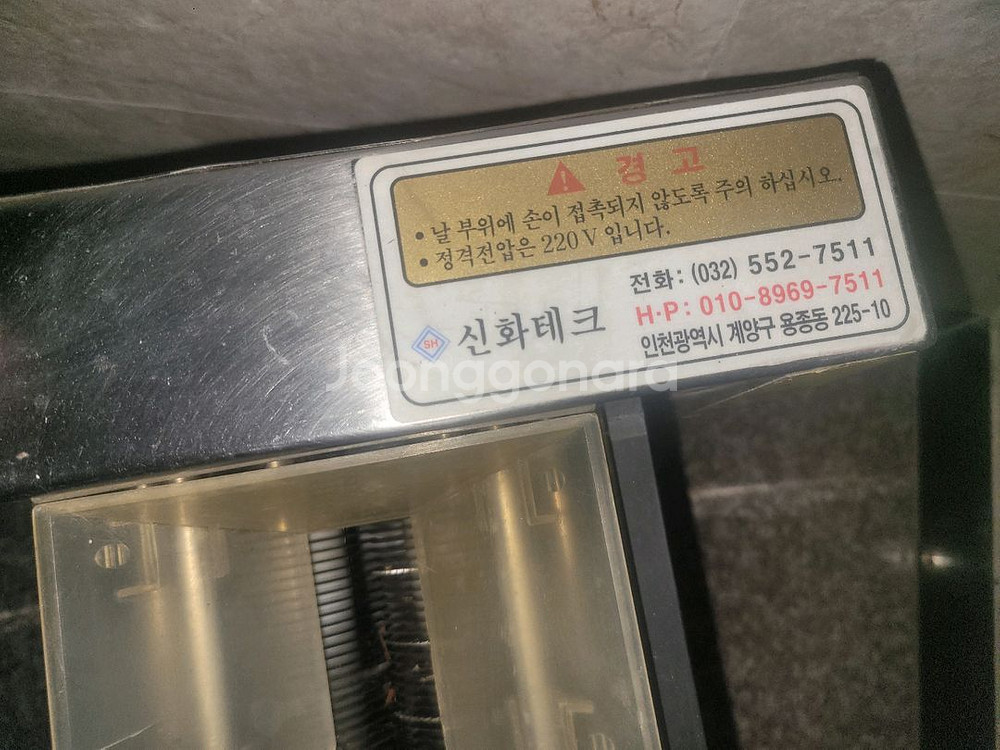 경 고
• 날 부위에 손이 접촉되지 않도록 주의 하십시오.
• 정격전압은 220V 입니다.
전화: (032) 552-7511
H·P: 010-8969-7511
SH 신화테크
인천광역시 계양구 용종동 225-10
Joonggonara